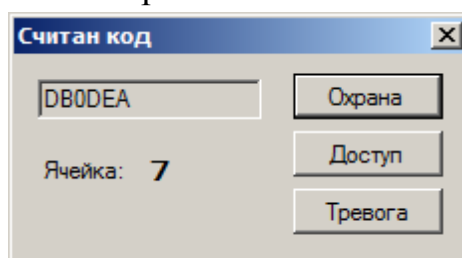 Считан код
DB0DEA
Охрана
Ячейка: 7
Доступ
Тревога